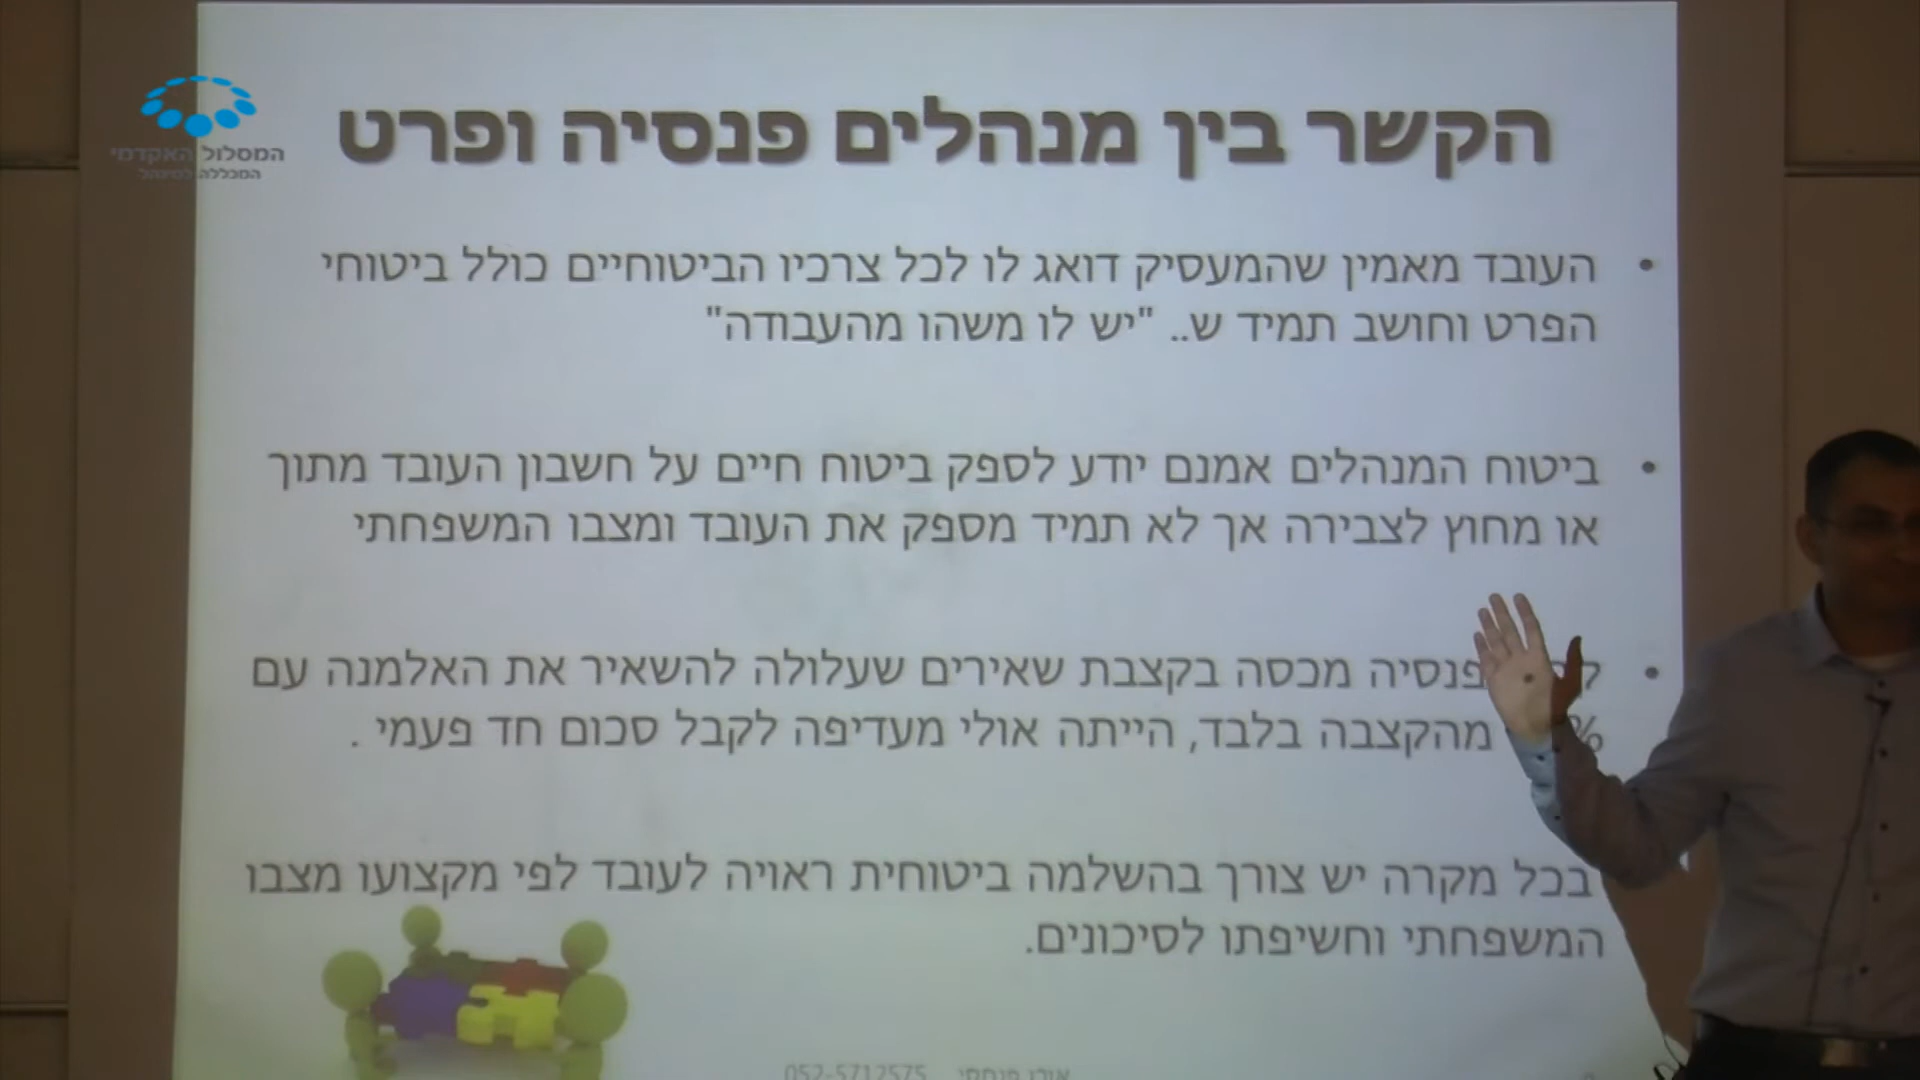 המסלול האקדמי
המכללה למינהל
הקשר בין מנהלים פנסיה ופרט
• העובד מאמין שהמעסיק דואג לו לכל צרכיו הביטוחיים כולל ביטוחי
הפרט וחושב תמיד ש.. "יש לו משהו מהעבודה"
• ביטוח המנהלים אמנם יודע לספק ביטוח חיים על חשבון העובד מתוך
או מחוץ לצבירה אך לא תמיד מספק את העובד ומצבו המשפחתי
• פנסיה מכסה בקצבת שאירים שעלולה להשאיר את האלמנה עם
% מהקצבה בלבד, הייתה אולי מעדיפה לקבל סכום חד פעמי .
בכל מקרה יש צורך בהשלמה ביטוחית ראויה לעובד לפי מקצועו מצבו
המשפחתי וחשיפתו לסיכונים.
052-5712575